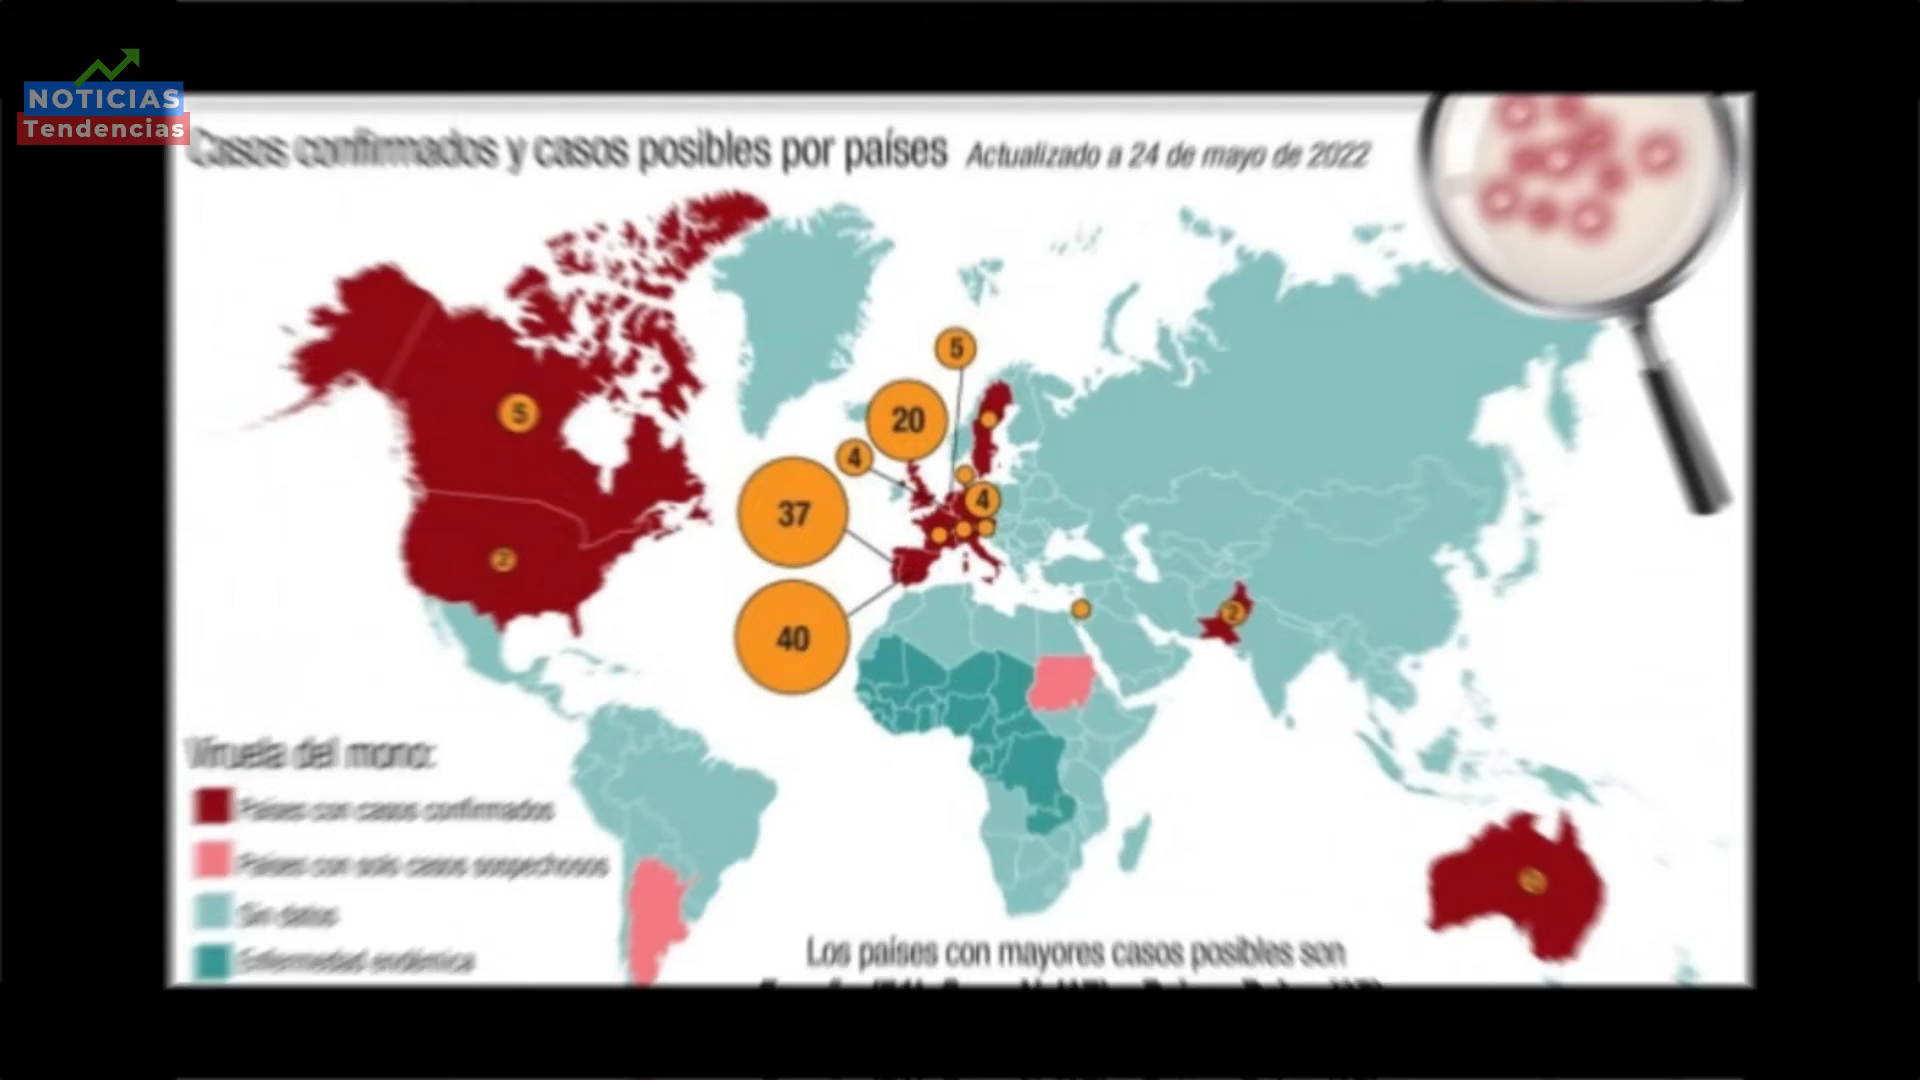 NOTICIAS
Tendencias
Casos confirmados y casos posibles por países Actualizado a 24 de mayo de 2022
5
20
5
4
37
4
2
40
2
Viruela del mono:
Países con casos confirmados
Países con solo casos sospechosos
Sin datos
Enfermedad endémica
Los países con mayores casos posibles son